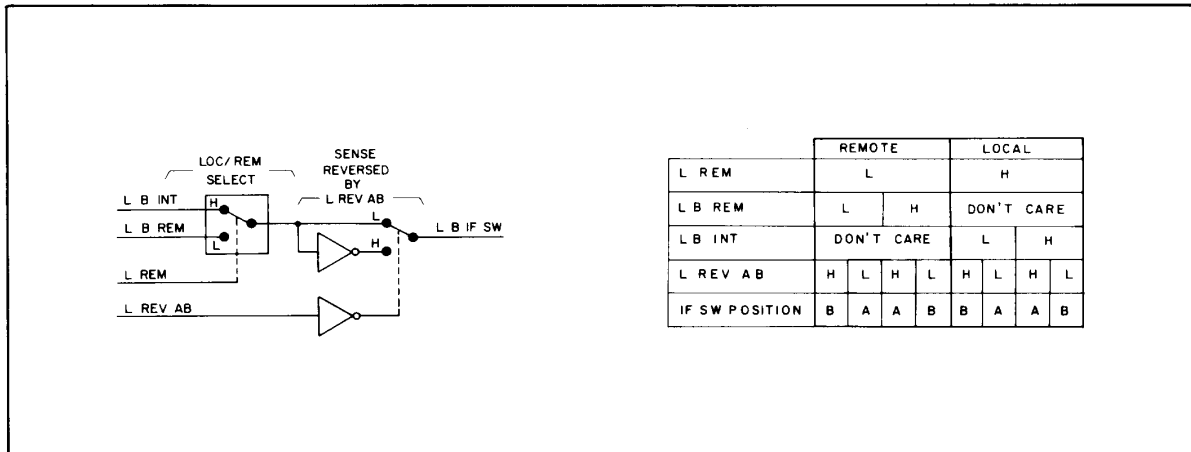 LOC/REM
SELECT
SENSE
REVERSED
BY
L REV AB
L B INT
H
L B REM
L
L REM
L REV AB
L
H
L B IF SW
REMOTE LOCAL
L REM L H
L B REM L H DON'T CARE
L B INT DON'T CARE L H
L REV AB H L H L H L H L
IF SW POSITION B A A B B A A B